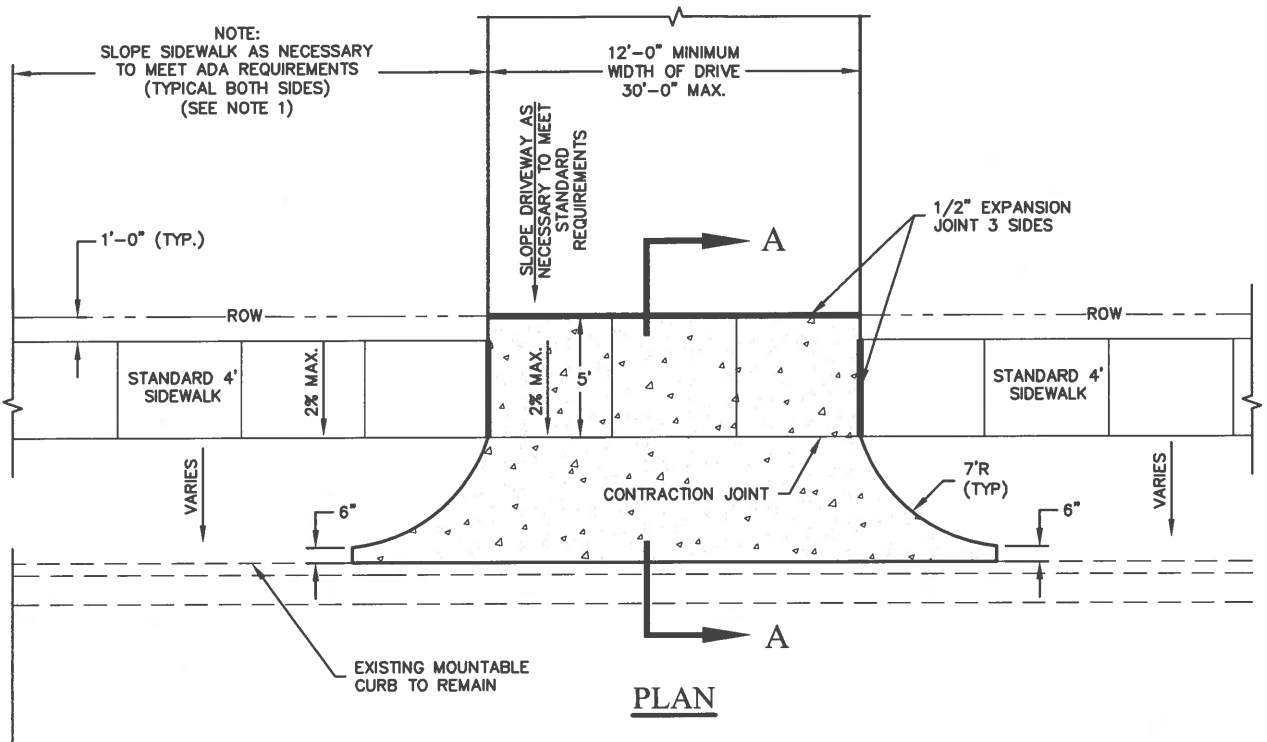 NOTE:
SLOPE SIDEWALK AS NECESSARY
TO MEET ADA REQUIREMENTS
(TYPICAL BOTH SIDES)
(SEE NOTE 1)
12'-0" MINIMUM
WIDTH OF DRIVE
30'-0" MAX.
SLOPE DRIVEWAY AS
NECESSARY TO MEET
STANDARD
REQUIREMENTS
1/2" EXPANSION
JOINT 3 SIDES
1'-0" (TYP.)
A
ROW
ROW
STANDARD 4'
SIDEWALK
2% MAX.
2% MAX.
5'
STANDARD 4'
SIDEWALK
VARIES
CONTRACTION JOINT
7'R
(TYP)
VARIES
6"
6"
A
EXISTING MOUNTABLE
CURB TO REMAIN
PLAN